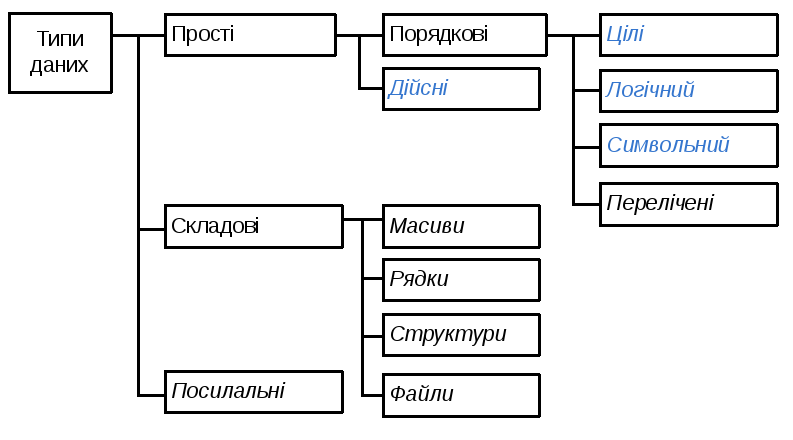 Типи
даних
Прості
Порядкові
Цілі
Дійсні
Логічний
Символьний
Перелічені
Складові
Масиви
Рядки
Структури
Посилальні
Файли